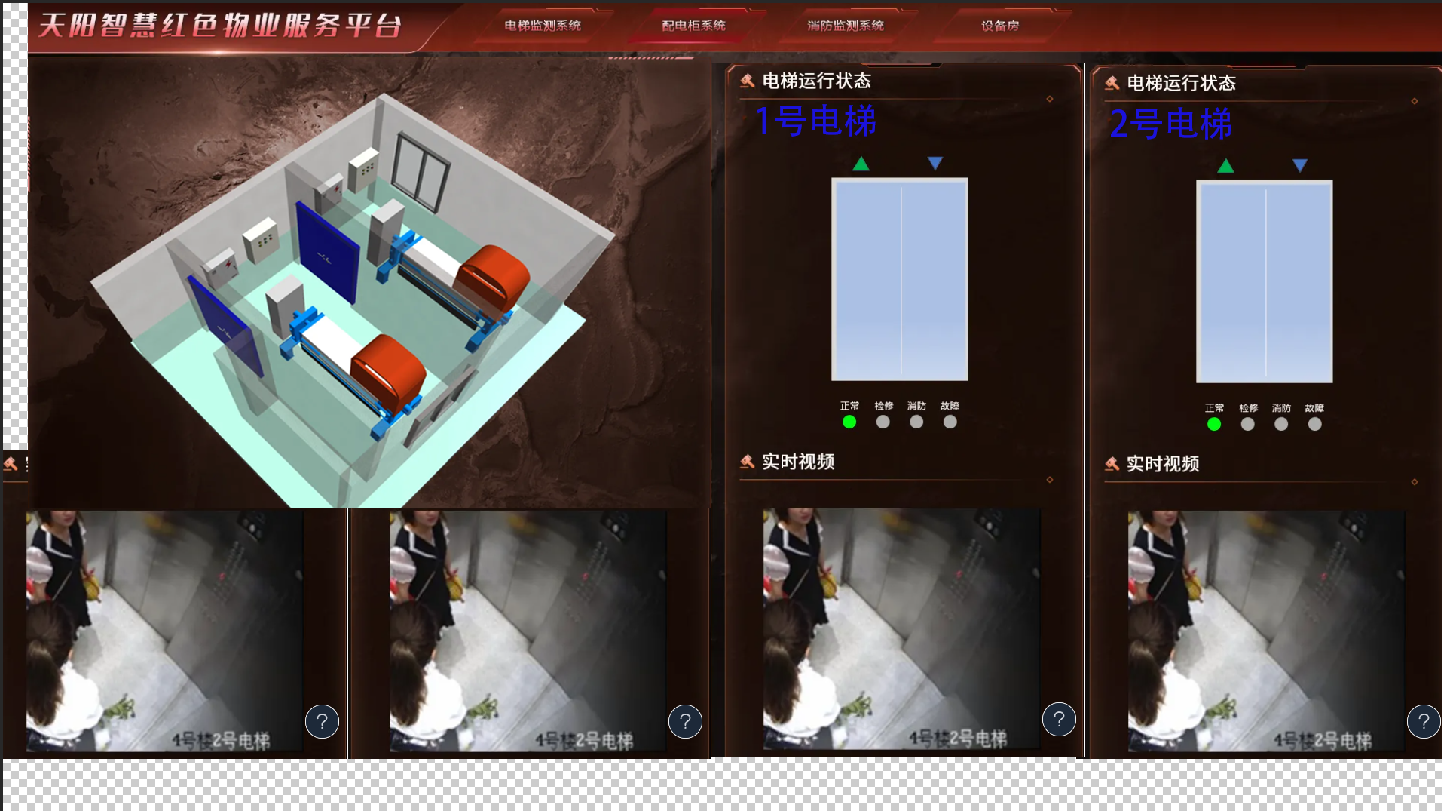 天阳智慧红色物业服务平台
电梯监测系统 配电柜系统 消防监测系统 设备房
电梯运行状态
1号电梯
正常 检修 消防 故障
实时视频
电梯运行状态
2号电梯
正常 检修 消防 故障
实时视频
1号楼2号电梯
?
1号楼2号电梯
?
1号楼2号电梯
?
1号楼2号电梯
?